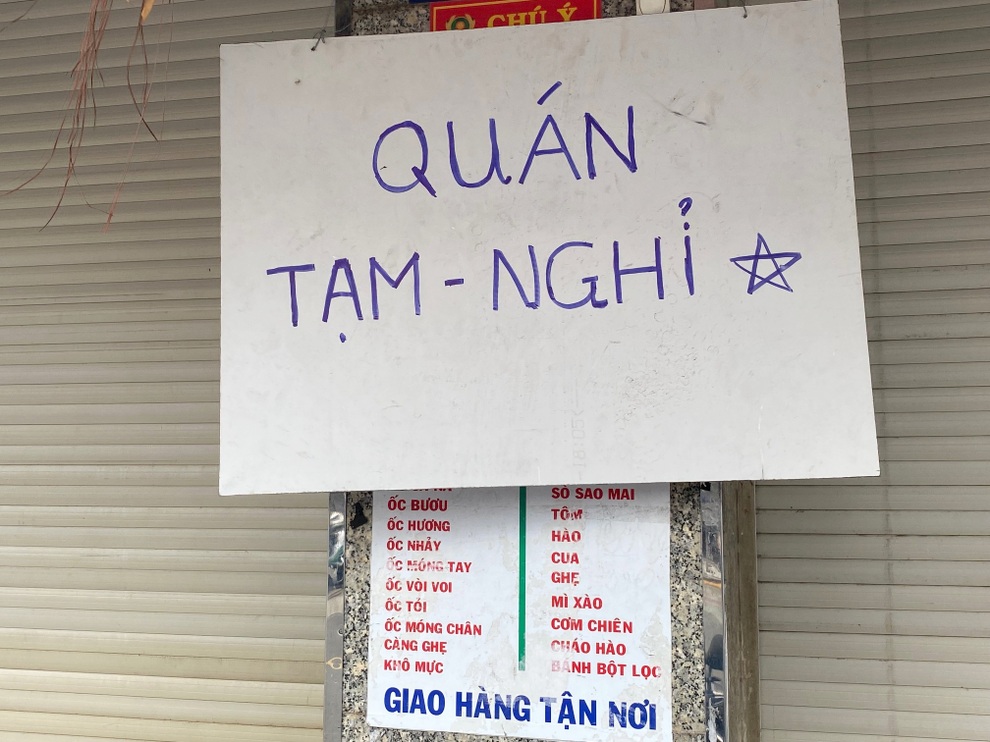 CHÚ Ý
QUÁN
TẠM - NGHỈ
ỐC BƯƠU
ỐC HƯƠNG
ỐC NHẢY
ỐC MÓNG TAY
ỐC VÒI VOI
ỐC TỎI
ỐC MÓNG CHÂN
CÀNG GHẸ
KHÔ MỰC
SÒ SAO MAI
TÔM
HÀO
CUA
GHẸ
MÌ XÀO
CƠM CHIÊN
CHÁO HÀO
BÁNH BỘT LỌC
GIAO HÀNG TẬN NƠI